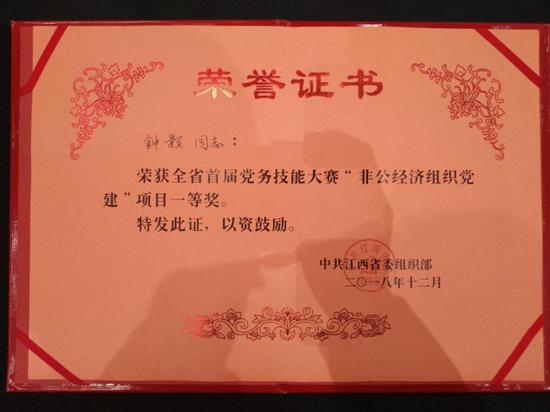 荣誉证书
同志：
荣获全省首届党务技能大赛“非公经济组织党
建”项目一等奖。
特发此证，以资鼓励。
中共江西省委组织部
二〇一八年十二月